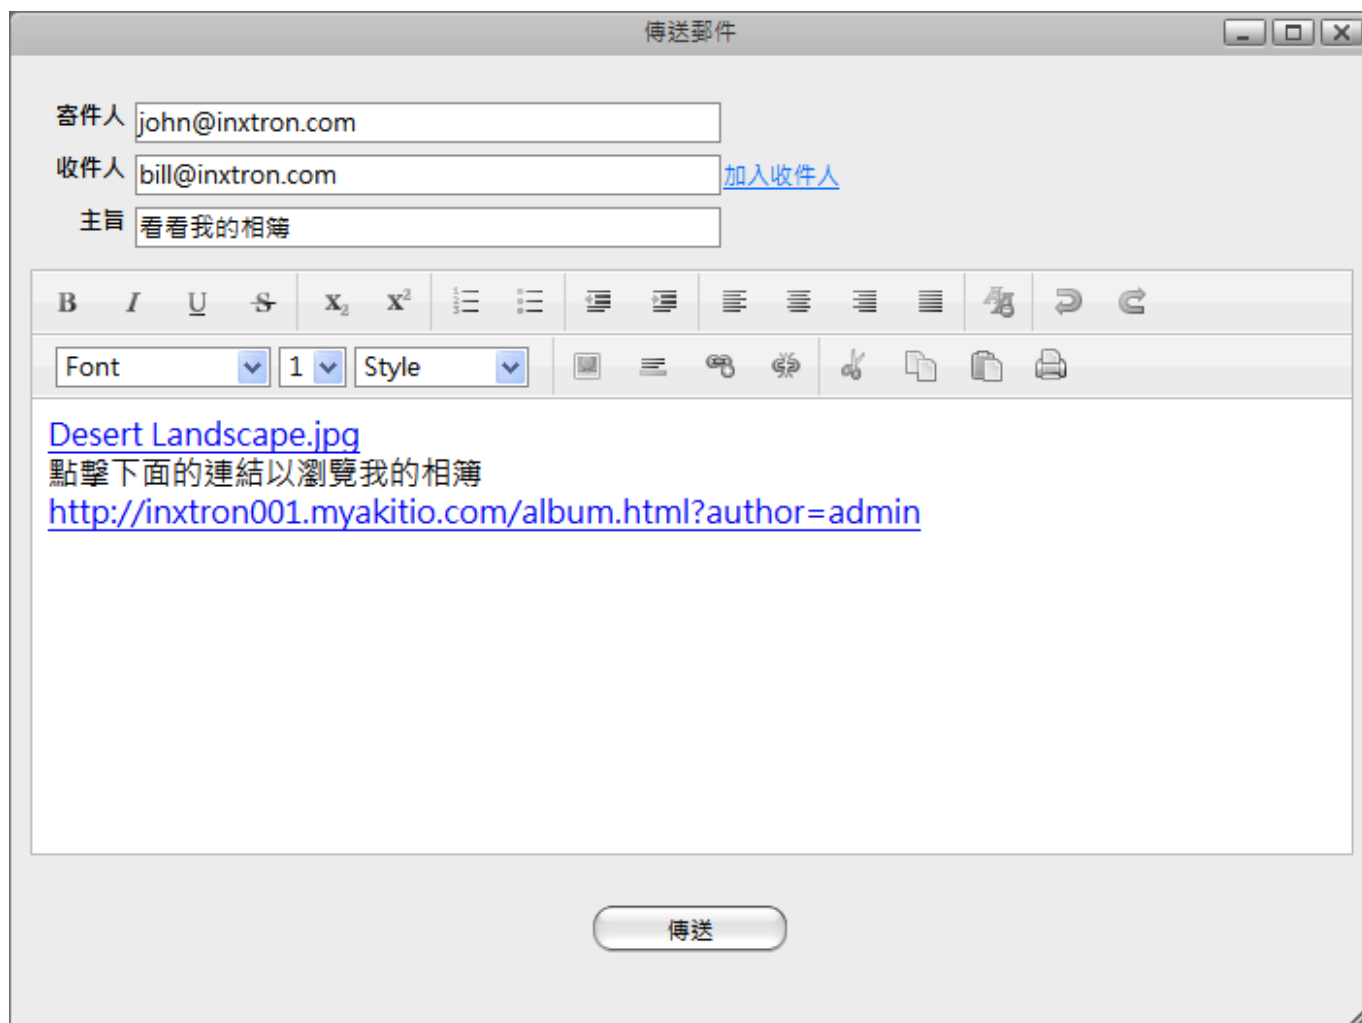 傳送郵件
寄件人 john@inxtron.com
收件人 bill@inxtron.com 加入收件人
主旨 看看我的相簿
B I U S X₂ X²
Font 1 Style
Desert Landscape.jpg
點擊下面的連結以瀏覽我的相簿
http://inxtron001.myakitio.com/album.html?author=admin
傳送